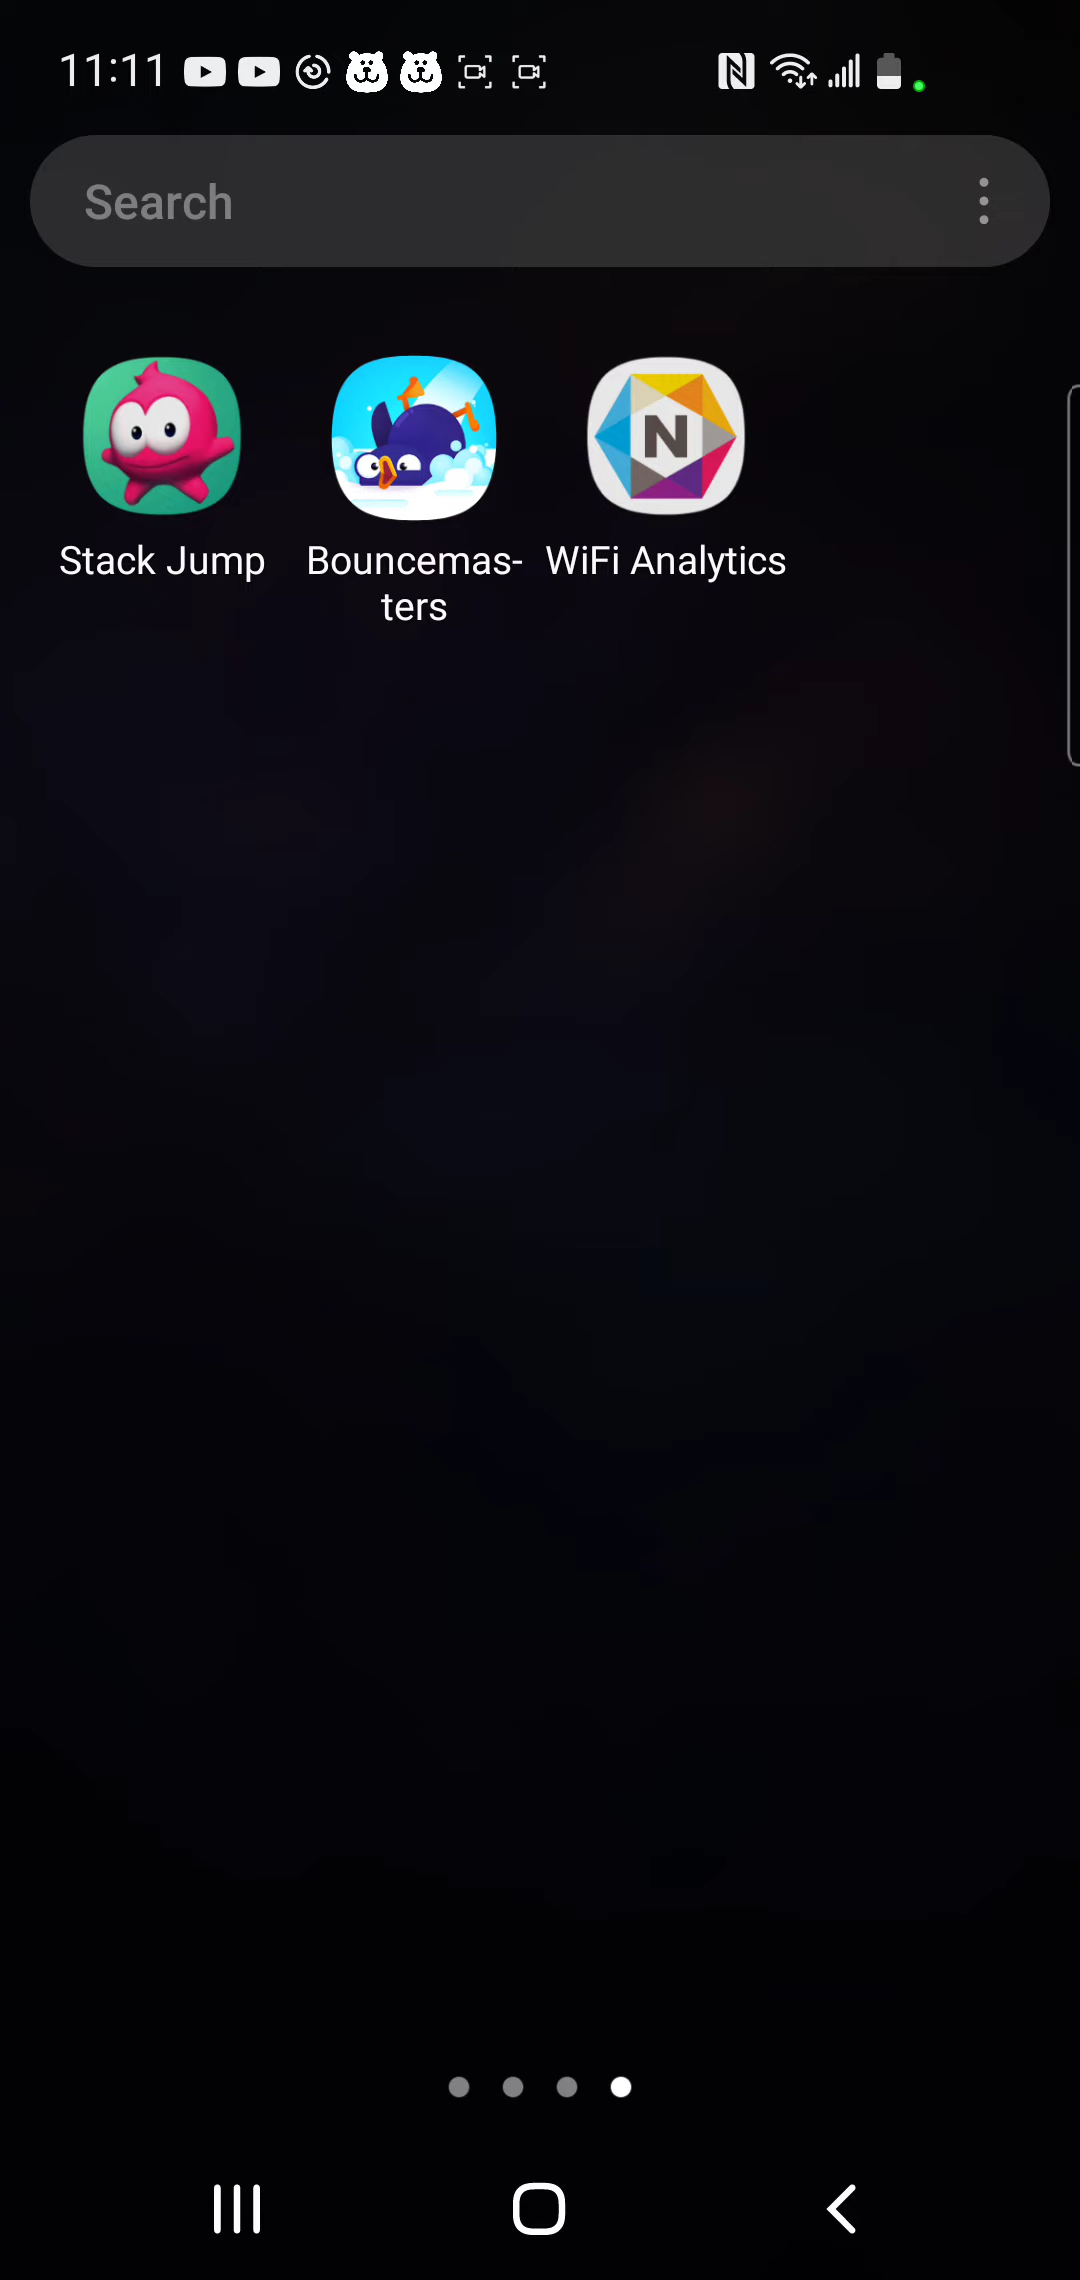 11:11
Search
N
Stack Jump
Bouncemas-
ters
WiFi Analytics